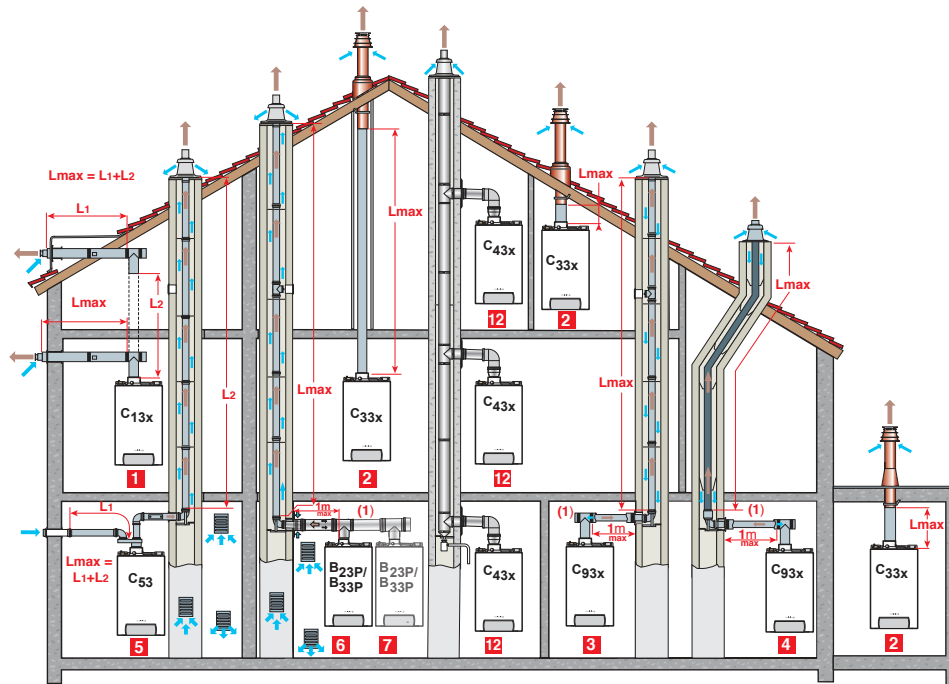 Lmax = L1+L2
L1
Lmax
L2
C13x
1
L2
Lmax
Lmax
C33x
2
C43x
12
Lmax
C33x
2
C43x
12
Lmax
Lmax
L1
Lmax =
L1+L2
C53
5
1m
max
(1)
B23P/
B33P
6
B23P/
B33P
7
C43x
12
(1)
1m
max
C93x
3
(1)
1m
max
C93x
4
Lmax
C33x
2